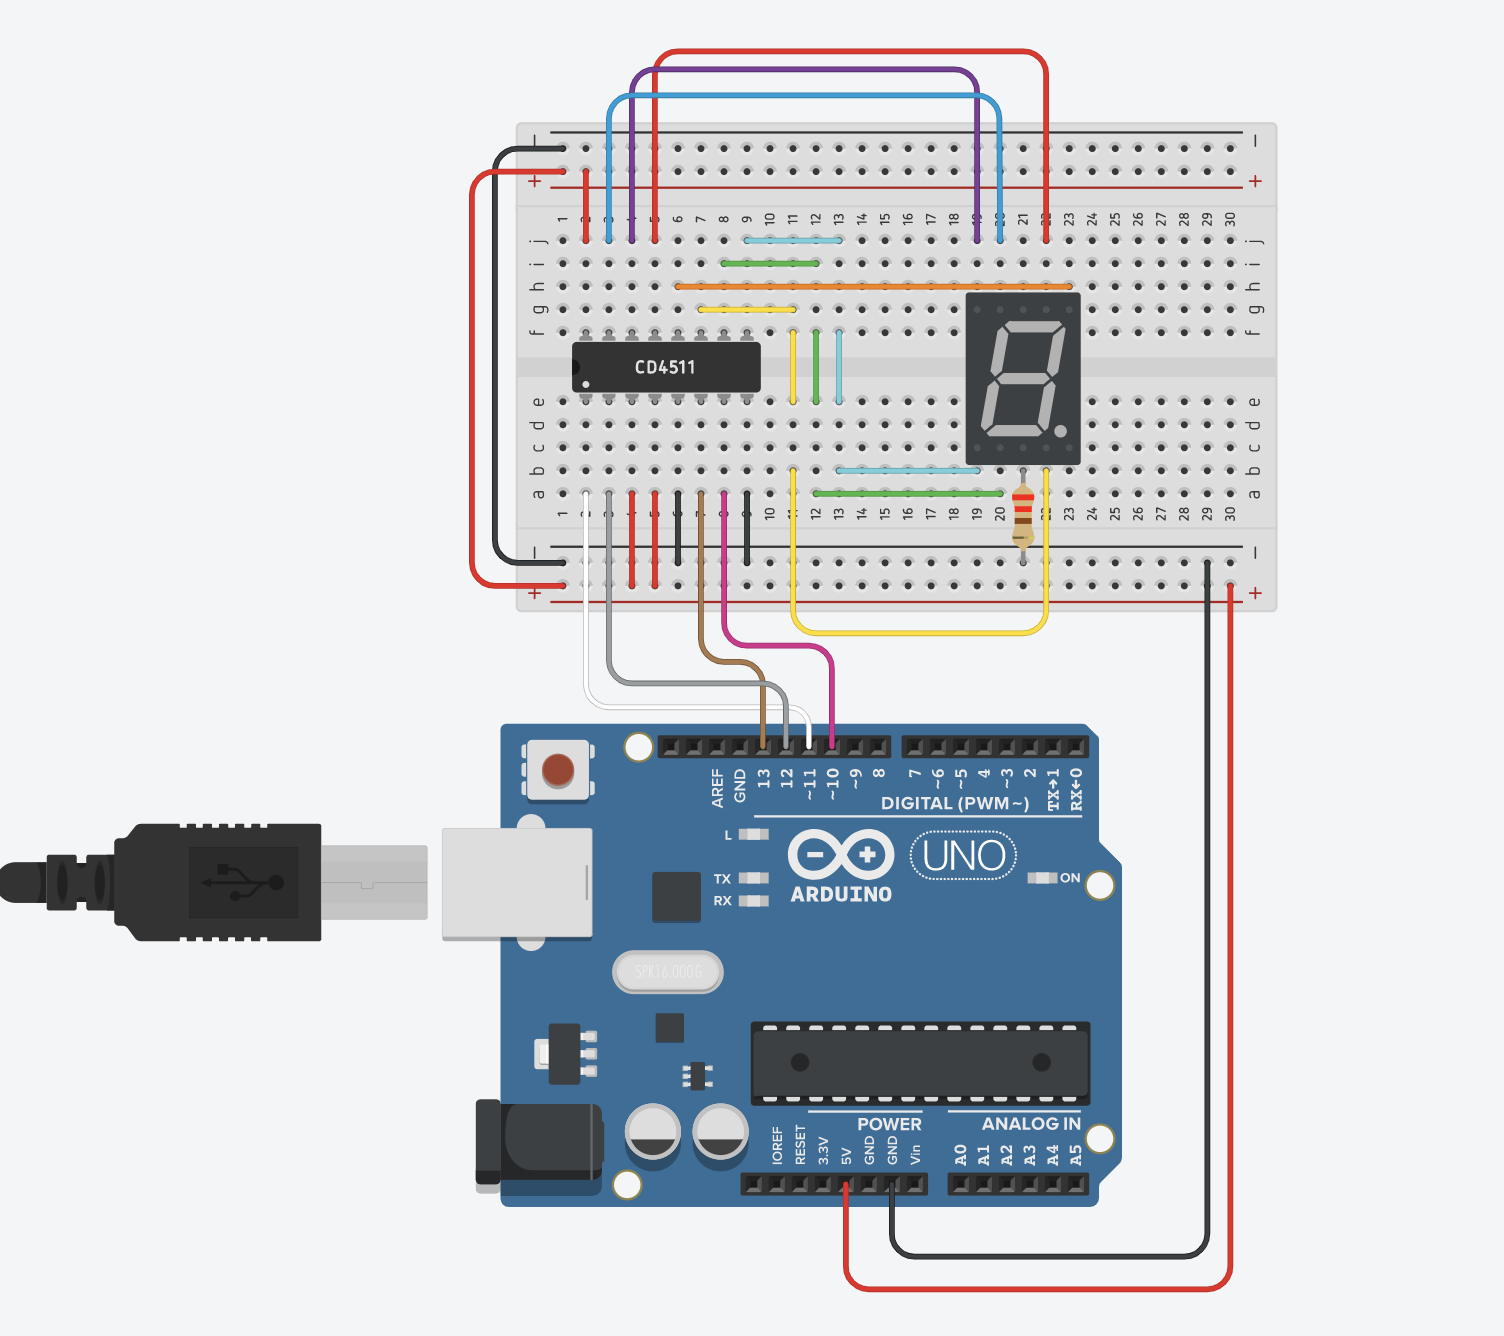 − −
+ +
1 2 3 4 5 6 7 8 9 10 11 12 13 14 15 16 17 18 19 20 21 22 23 24 25 26 27 28 29 30
j j
i i
h h
g g
f f
CD4511
e e
d d
c c
b b
a a
1 2 3 4 5 6 7 8 9 10 11 12 13 14 15 16 17 18 19 20 21 22 23 24 25 26 27 28 29 30
− −
+ +
AREF GND 13 12 ~11 ~10 ~9 8 7 ~6 ~5 4 ~3 2 TX→1 RX←0
DIGITAL (PWM~)
L
UNO
TX
ON
RX
ARDUINO
SPK16.000G
POWER ANALOG IN
IOREF RESET 3.3V 5V GND GND Vin A0 A1 A2 A3 A4 A5